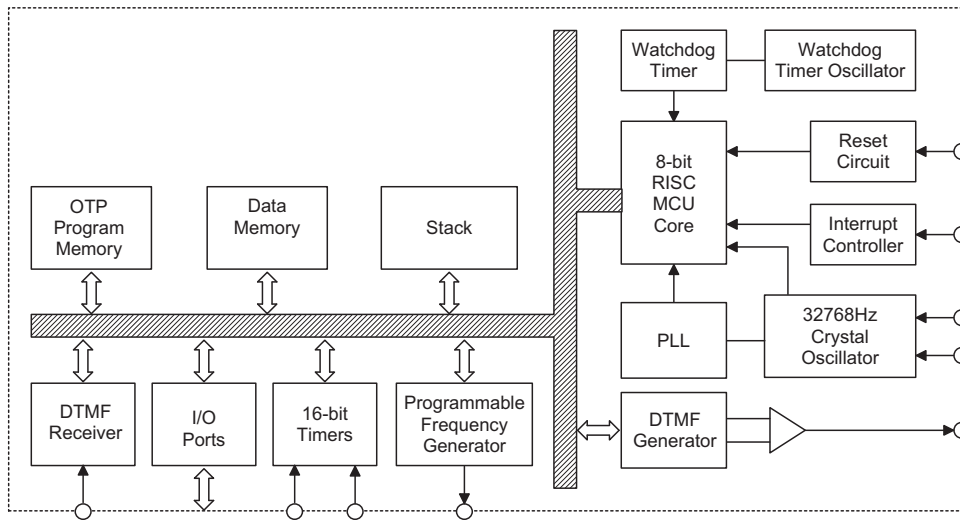 Watchdog
Timer
Watchdog
Timer Oscillator
8-bit
RISC
MCU
Core
Reset
Circuit
Interrupt
Controller
OTP
Program
Memory
Data
Memory
Stack
PLL
32768Hz
Crystal
Oscillator
DTMF
Receiver
I/O
Ports
16-bit
Timers
Programmable
Frequency
Generator
DTMF
Generator